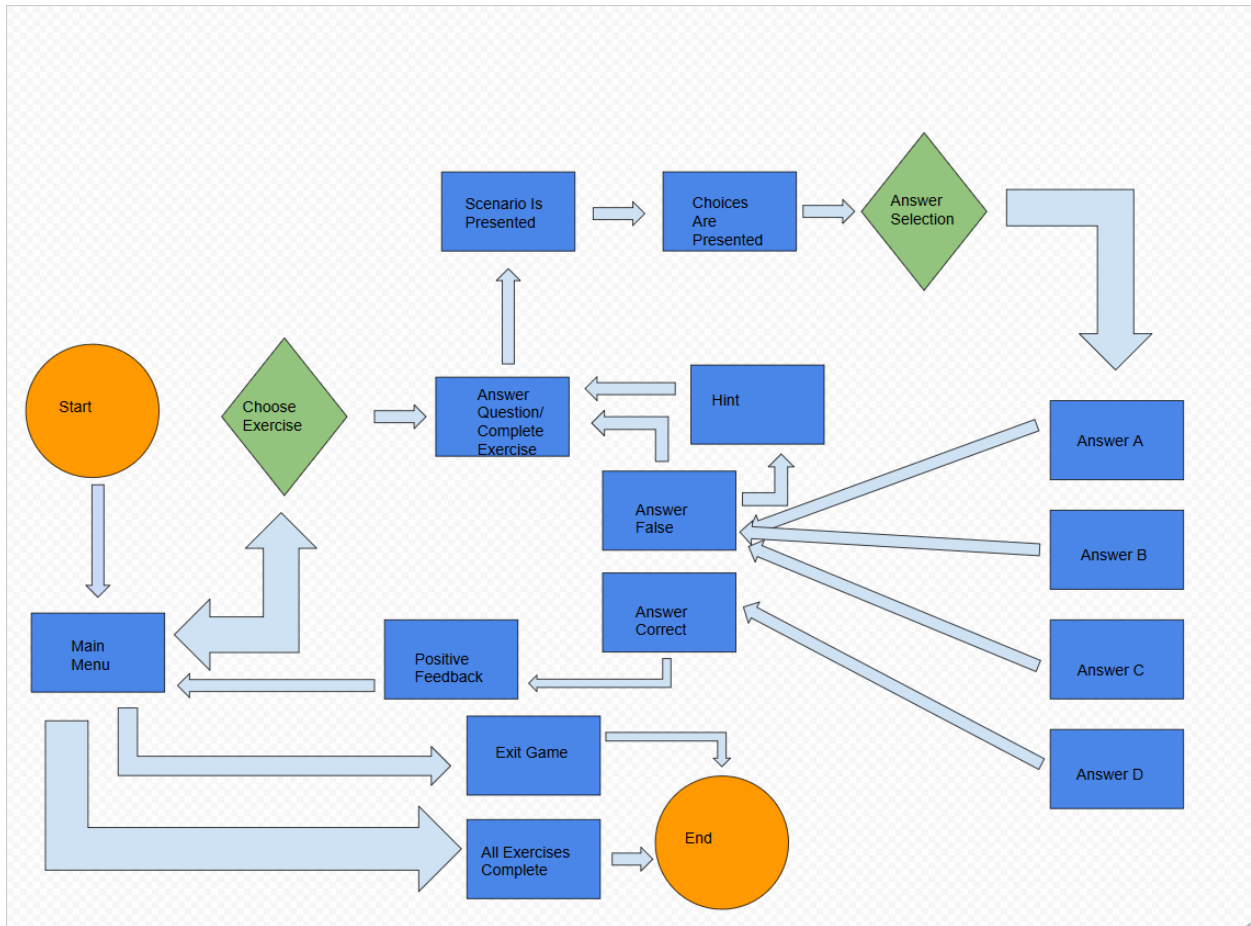 Scenario Is
Presented
Choices
Are
Presented
Answer
Selection
Start
Choose
Exercise
Answer
Question/
Complete
Exercise
Hint
Answer A
Answer
False
Answer B
Answer
Correct
Main
Menu
Positive
Feedback
Answer C
Exit Game
Answer D
All Exercises
Complete
End